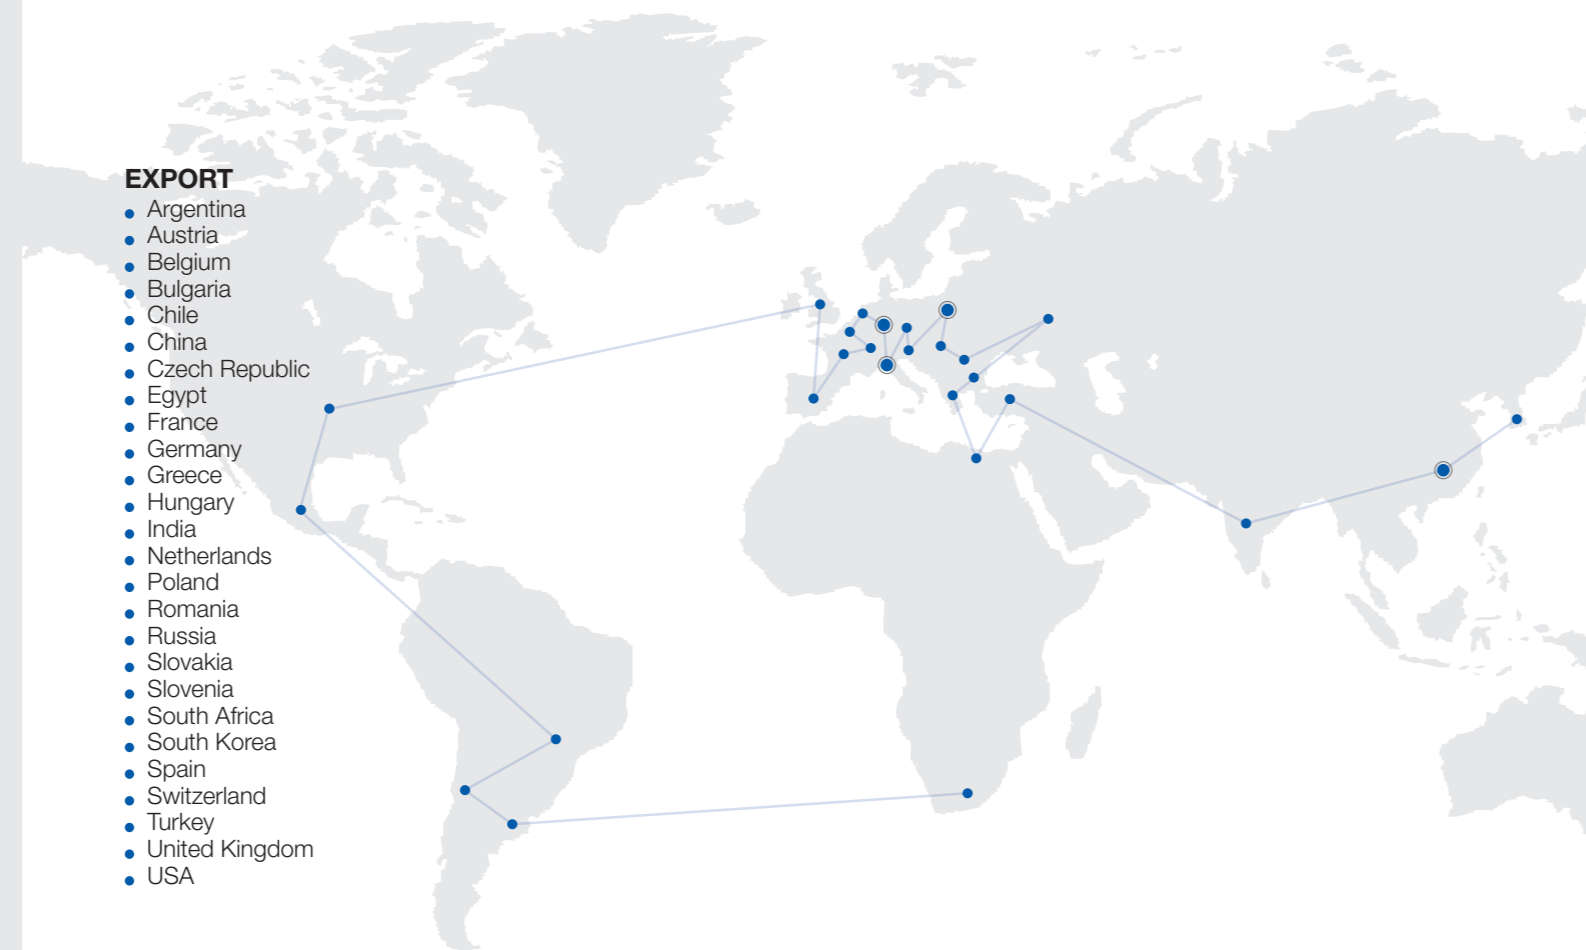 EXPORT
Argentina
Austria
Belgium
Bulgaria
Chile
China
Czech Republic
Egypt
France
Germany
Greece
Hungary
India
Netherlands
Poland
Romania
Russia
Slovakia
Slovenia
South Africa
South Korea
Spain
Switzerland
Turkey
United Kingdom
USA